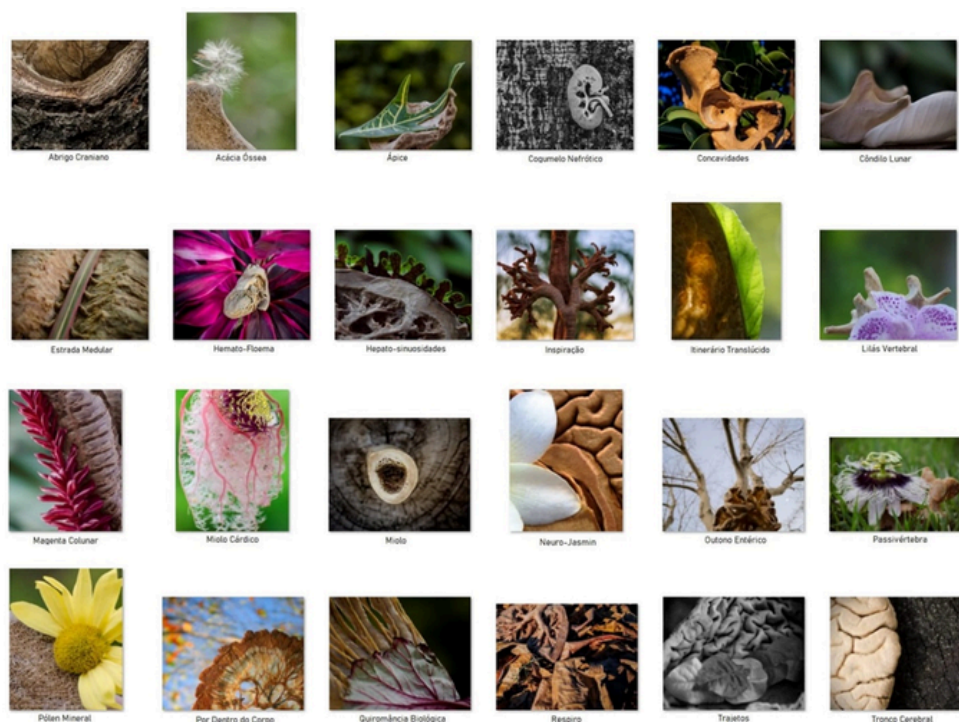 Abrigo Craniano
Acácia Óssea
Ápice
Cogumelo Nefrótico
Concavidades
Côndilo Lunar
Estrada Medular
Hemato-Floema
Hepato-sinuosidades
Inspiração
Itinerário Translúcido
Lilás Vertebral
Magenta Colunar
Miolo Cárdico
Miolo
Neuro-Jasmin
Outono Entérico
Passivértebra
Pólen Mineral
Por Dentro do Corpo
Quiromância Biológica
Respiro
Trajetos
Tronco Cerebral